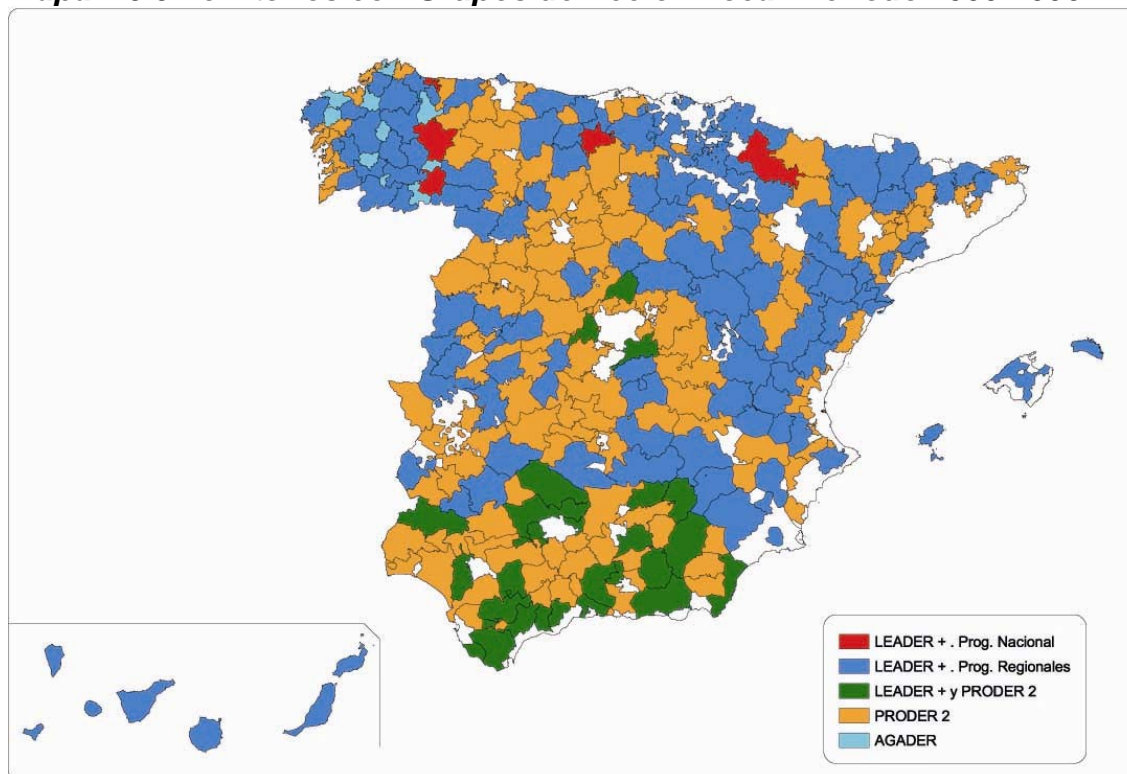 LEADER + . Prog. Nacional
LEADER + . Prog. Regionales
LEADER + y PRODER 2
PRODER 2
AGADER